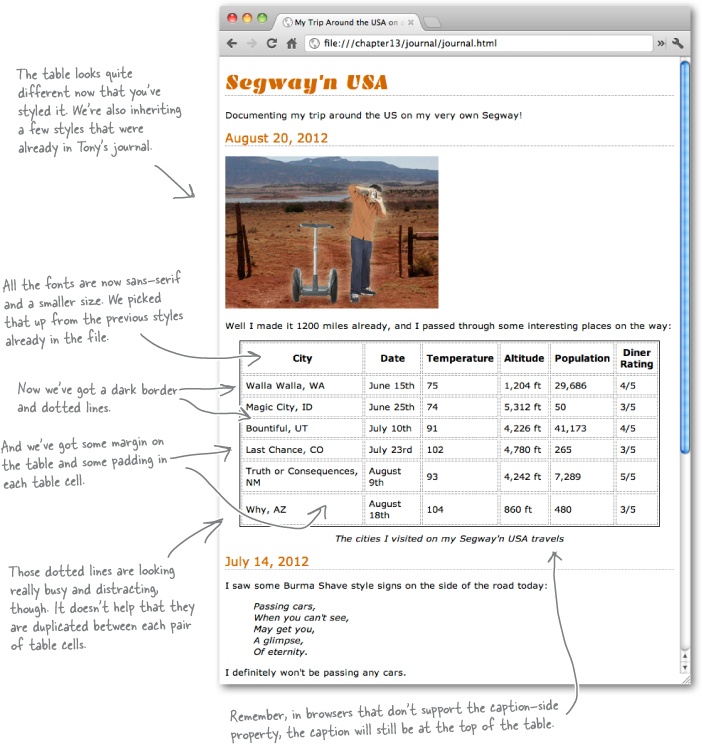 My Trip Around the USA on a
file:///chapter13/journal/journal.html
Segway'n USA
Documenting my trip around the US on my very own Segway!
August 20, 2012
Well I made it 1200 miles already, and I passed through some interesting places on the way:
City Date Temperature Altitude Population Diner Rating
Walla Walla, WA June 15th 75 1,204 ft 29,686 4/5
Magic City, ID June 25th 74 5,312 ft 50 3/5
Bountiful, UT July 10th 91 4,226 ft 41,173 4/5
Last Chance, CO July 23rd 102 4,780 ft 265 3/5
Truth or Consequences, NM August 9th 93 4,242 ft 7,289 5/5
Why, AZ August 18th 104 860 ft 480 3/5
The cities I visited on my Segway'n USA travels
July 14, 2012
I saw some Burma Shave style signs on the side of the road today:
Passing cars,
When you can't see,
May get you,
A glimpse,
Of eternity.
I definitely won't be passing any cars.
The table looks quite
different now that you've
styled it. We're also inheriting
a few styles that were
already in Tony's journal.
All the fonts are now sans-serif
and a smaller size. We picked
that up from the previous styles
already in the file.
Now we've got a dark border
and dotted lines.
And we've got some margin on
the table and some padding in
each table cell.
Those dotted lines are looking
really busy and distracting,
though. It doesn't help that they
are duplicated between each pair
of table cells.
Remember, in browsers that don't support the caption-side
property, the caption will still be at the top of the table.